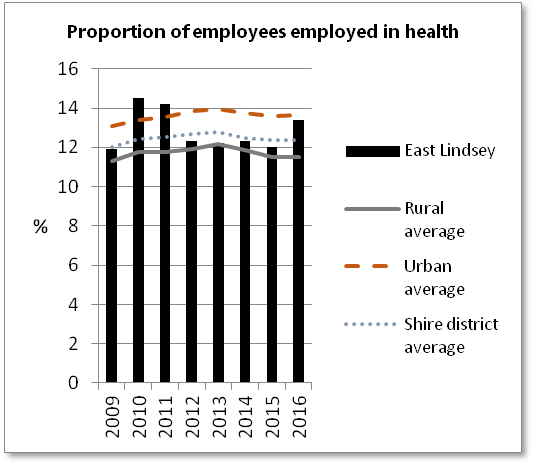 Proportion of employees employed in health
16
14
12
10
8
6
4
2
0
%
2009
2010
2011
2012
2013
2014
2015
2016
East Lindsey
Rural
average
Urban
average
Shire district
average